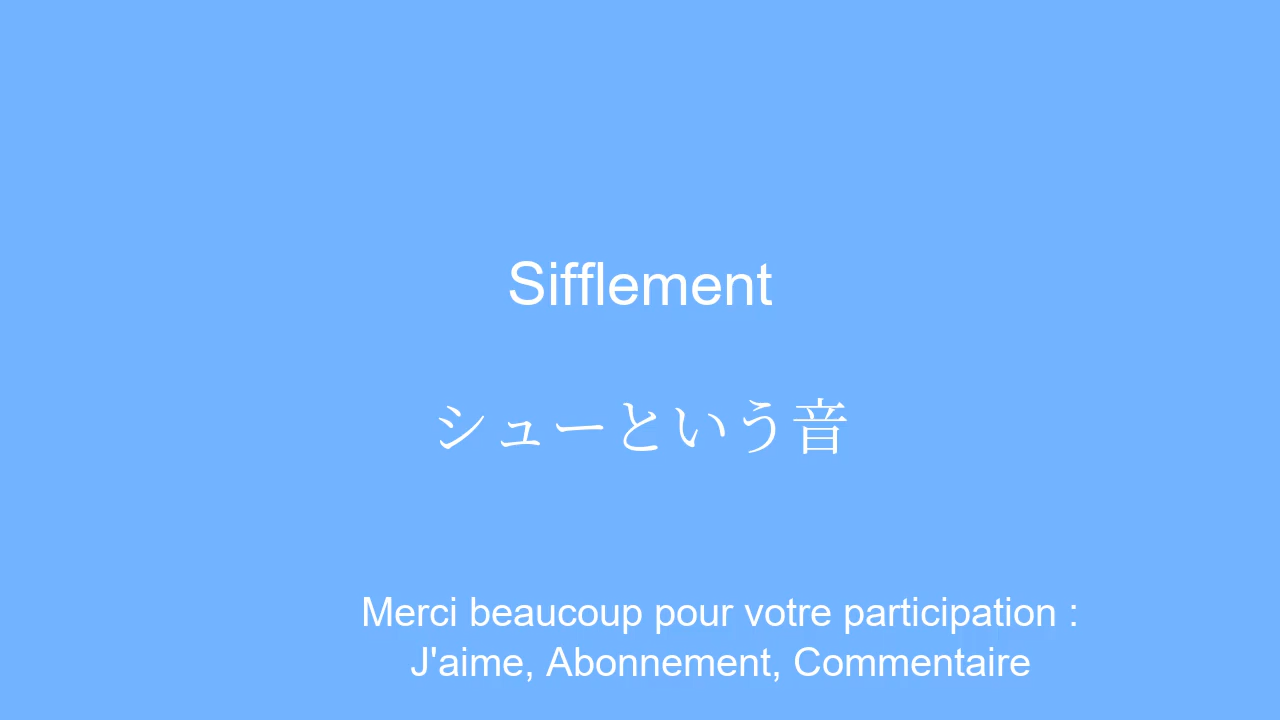 Sifflement
シューという音
Merci beaucoup pour votre participation :
J'aime, Abonnement, Commentaire